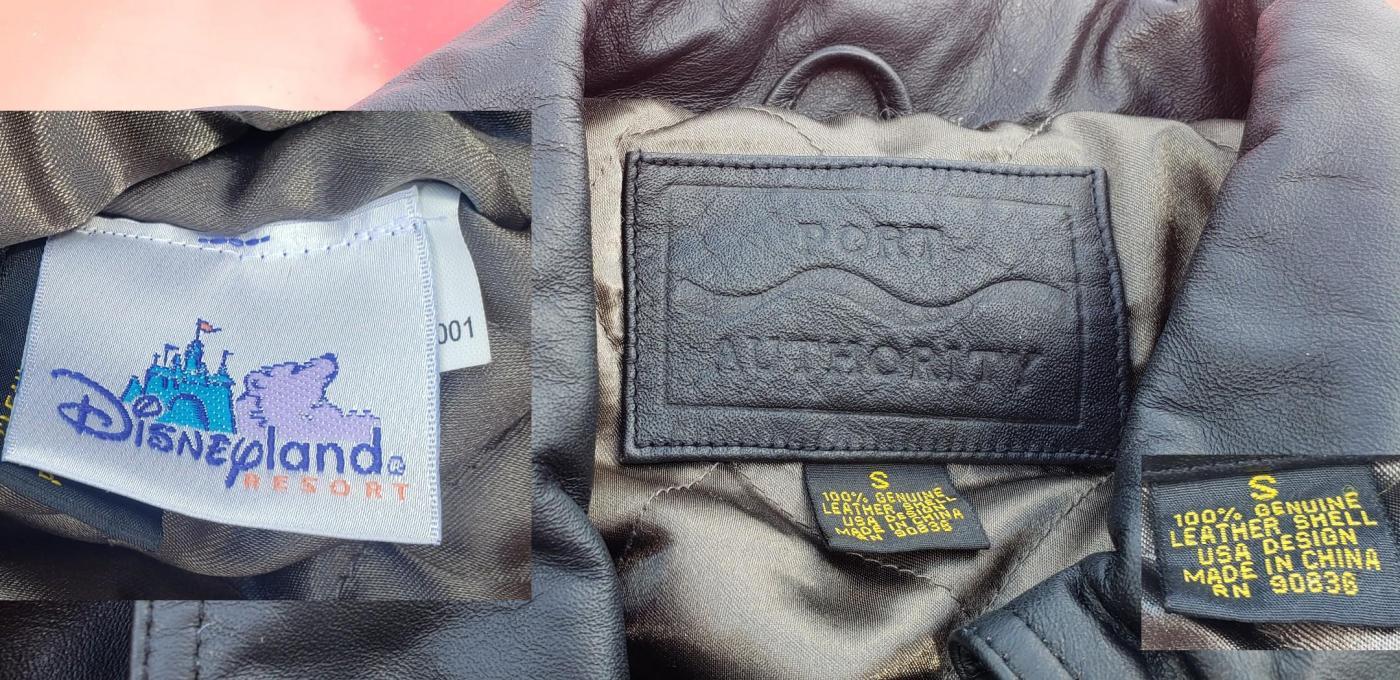 Disneyland®
RESORT
001
PORT
AUTHORITY
S
100% GENUINE
LEATHER SHELL
USA DESIGN
MADE IN CHINA
RN 90836
S
100% GENUINE
LEATHER SHELL
USA DESIGN
MADE IN CHINA
RN 90836